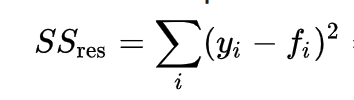 SS_res = ∑_i (y_i − f_i)^2 =